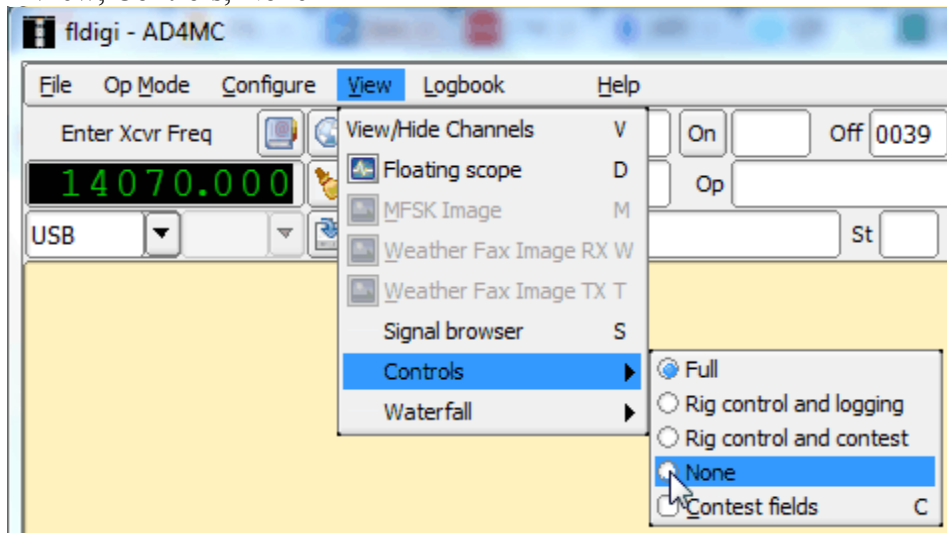 fldigi - AD4MC
File Op Mode Configure View Logbook Help
Enter Xcvr Freq On Off 0039
14070.000 Op
USB St
View/Hide Channels V
Floating scope D
MFSK Image M
Weather Fax Image RX W
Weather Fax Image TX T
Signal browser S
Controls
Waterfall
Full
Rig control and logging
Rig control and contest
None
Contest fields C